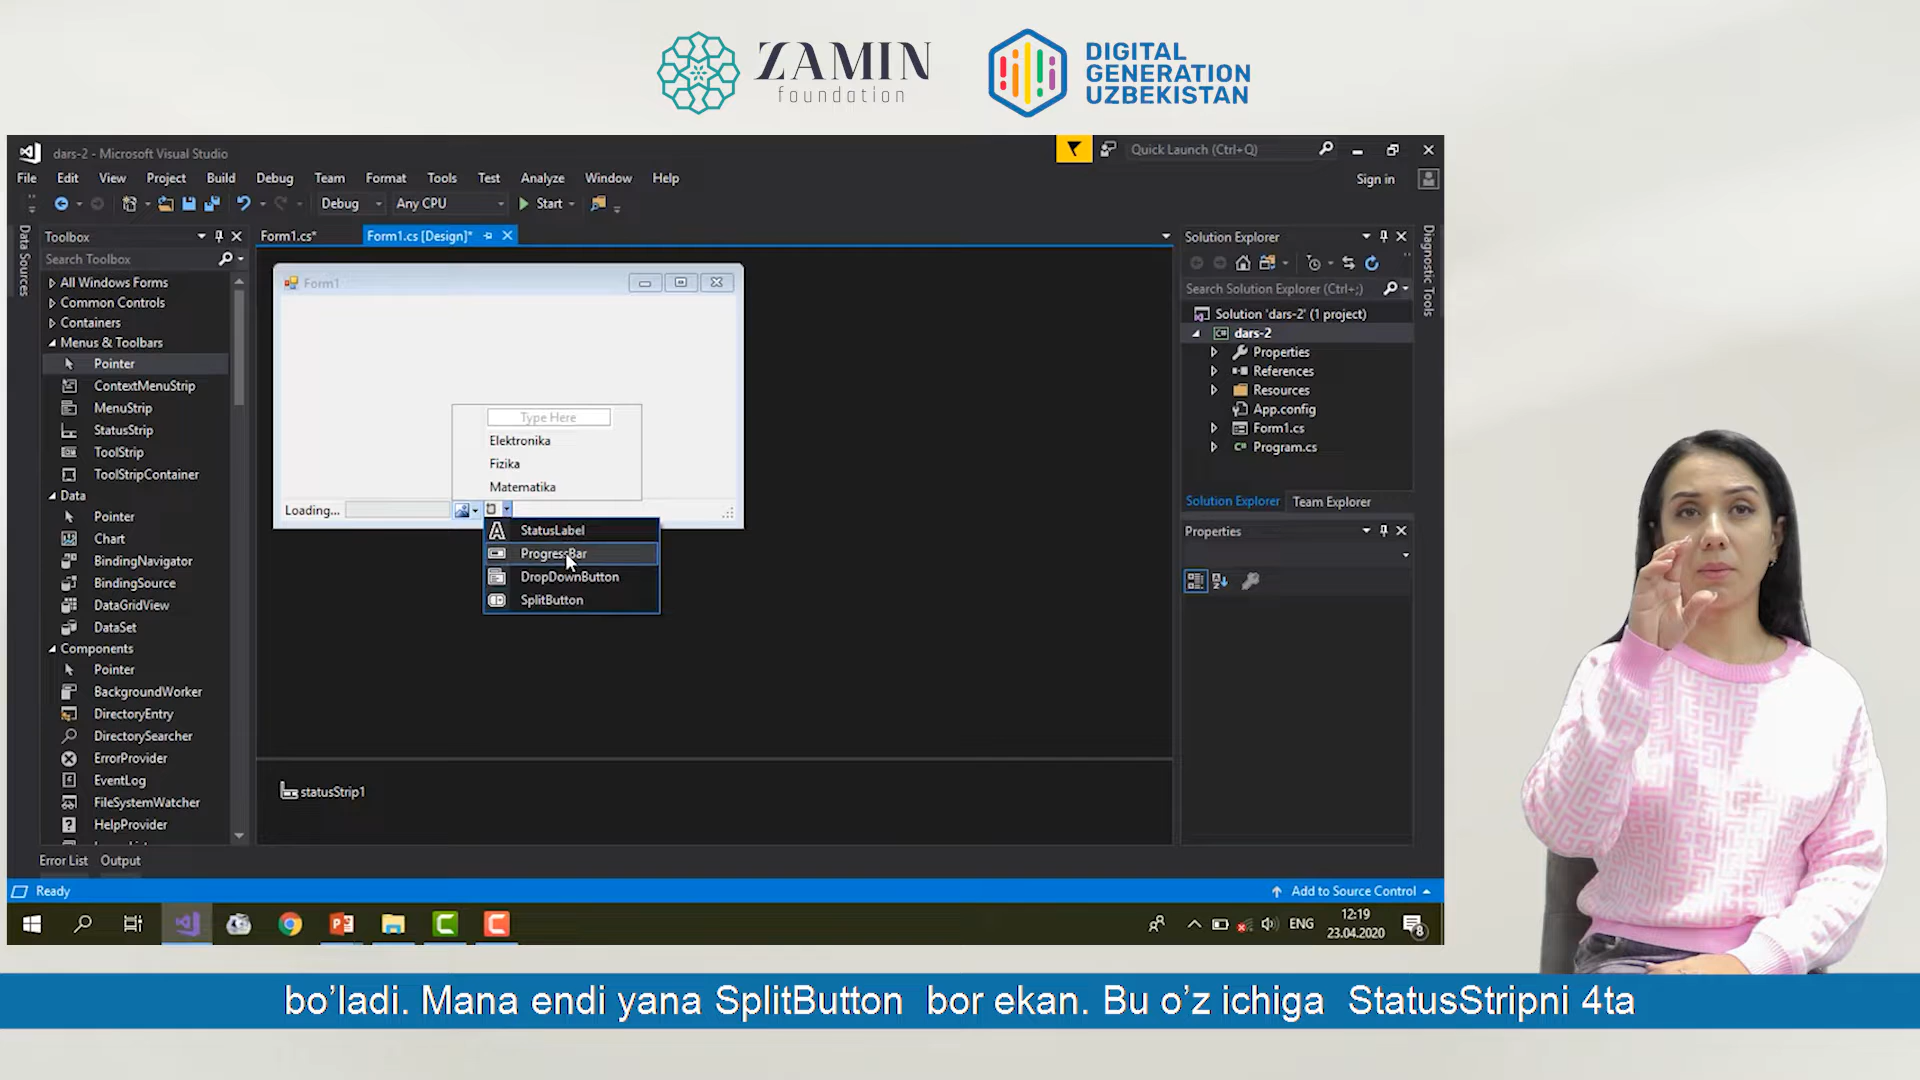 ZAMIN
foundation
DIGITAL
GENERATION
UZBEKISTAN
dars-2 - Microsoft Visual Studio
Quick Launch (Ctrl+Q)
File Edit View Project Build Debug Team Format Tools Test Analyze Window Help
Sign in
Debug Any CPU Start
Data Sources
Toolbox
Search Toolbox
All Windows Forms
Common Controls
Containers
Menus & Toolbars
Pointer
ContextMenuStrip
MenuStrip
StatusStrip
ToolStrip
ToolStripContainer
Data
Pointer
Chart
BindingNavigator
BindingSource
DataGridView
DataSet
Components
Pointer
BackgroundWorker
DirectoryEntry
DirectorySearcher
ErrorProvider
EventLog
FileSystemWatcher
HelpProvider
Form1.cs*
Form1.cs [Design]*
Form1
Type Here
Elektronika
Fizika
Matematika
Loading...
StatusLabel
ProgressBar
DropDownButton
SplitButton
statusStrip1
Solution Explorer
Search Solution Explorer (Ctrl+;)
Solution 'dars-2' (1 project)
dars-2
Properties
References
Resources
App.config
Form1.cs
Program.cs
Solution Explorer Team Explorer
Properties
Diagnostic Tools
Error List Output
Ready
Add to Source Control
ENG
12:19
23.04.2020
8
bo’ladi. Mana endi yana SplitButton bor ekan. Bu o’z ichiga StatusStripni 4ta